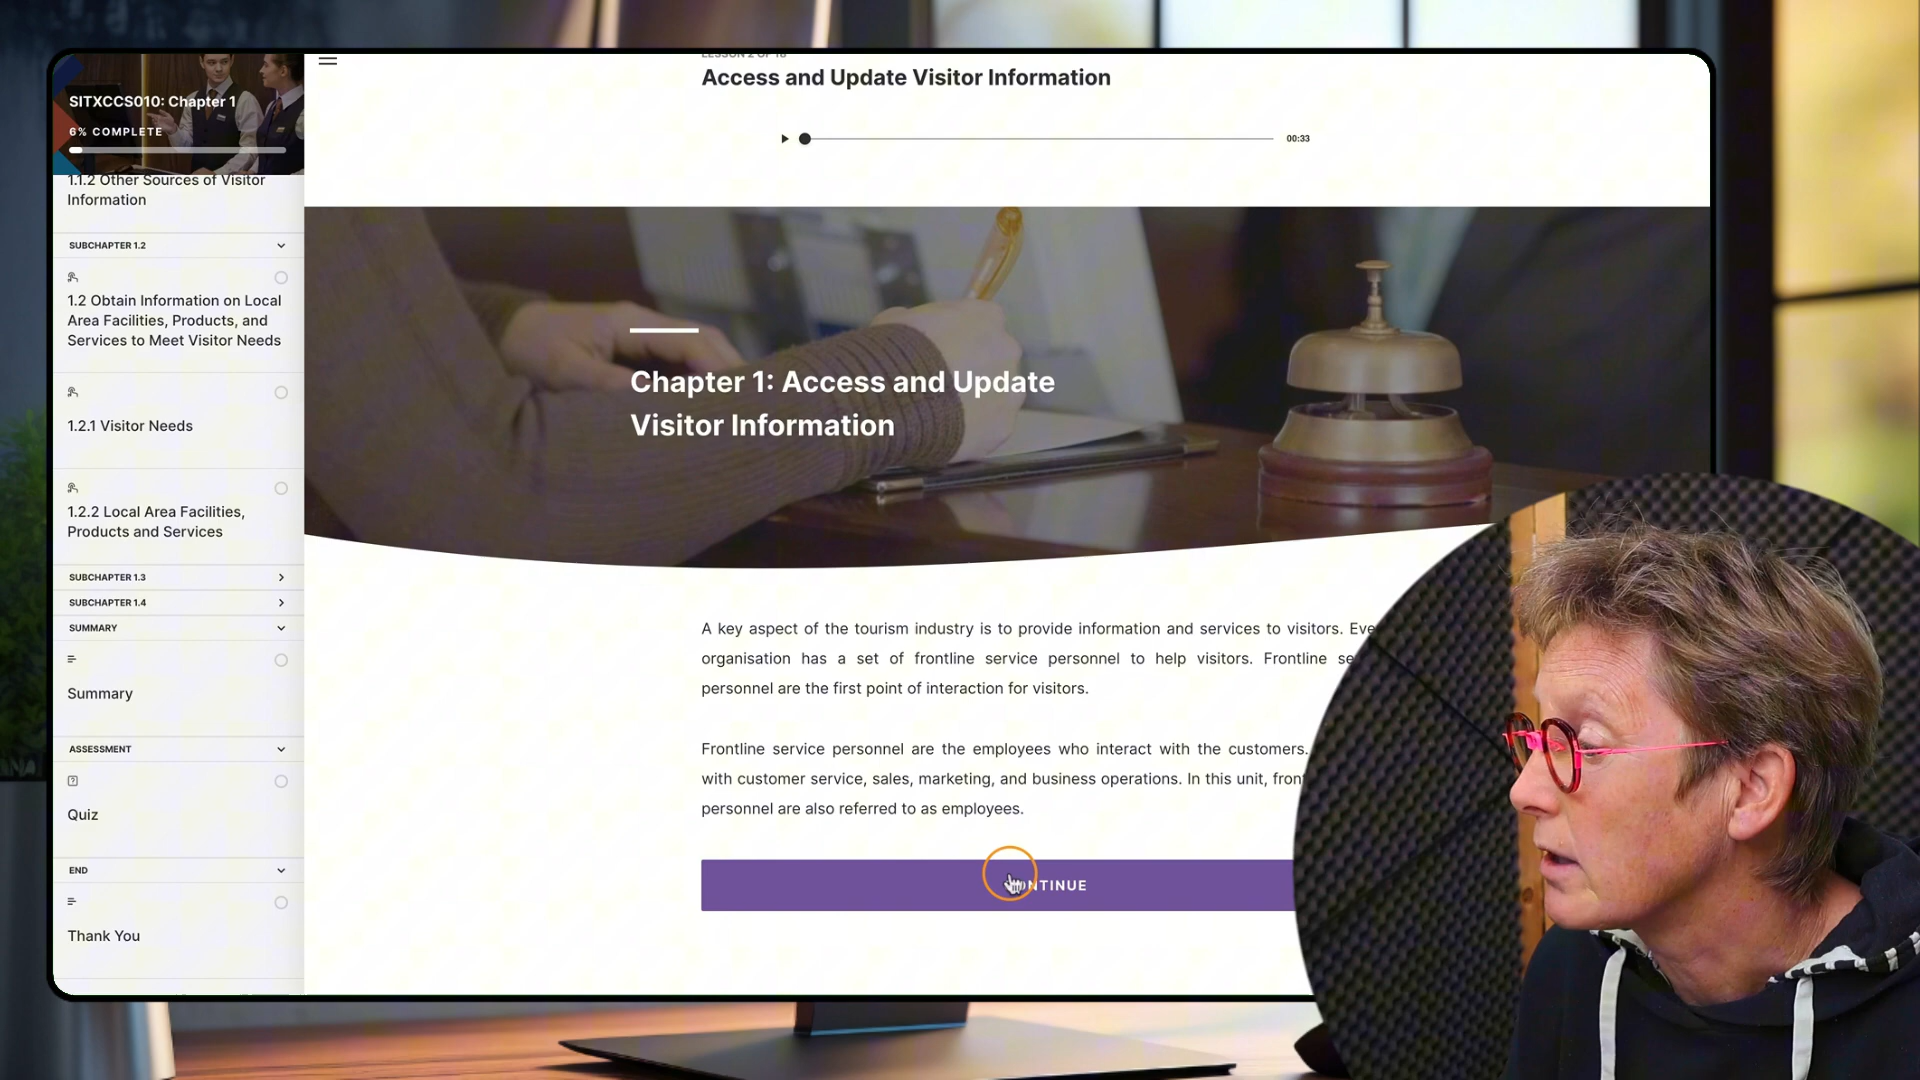 SITXCCS010: Chapter 1
6% COMPLETE
1.1.2 Other Sources of Visitor
Information
SUBCHAPTER 1.2
1.2 Obtain Information on Local
Area Facilities, Products, and
Services to Meet Visitor Needs
1.2.1 Visitor Needs
1.2.2 Local Area Facilities,
Products and Services
SUBCHAPTER 1.3
SUBCHAPTER 1.4
SUMMARY
Summary
ASSESSMENT
Quiz
END
Thank You
Access and Update Visitor Information
00:33
Chapter 1: Access and Update
Visitor Information
A key aspect of the tourism industry is to provide information and services to visitors.
organisation has a set of frontline service personnel to help visitors. Frontline
personnel are the first point of interaction for visitors.
Frontline service personnel are the employees who interact with the customers.
with customer service, sales, marketing, and business operations. In this unit,
personnel are also referred to as employees.
CONTINUE